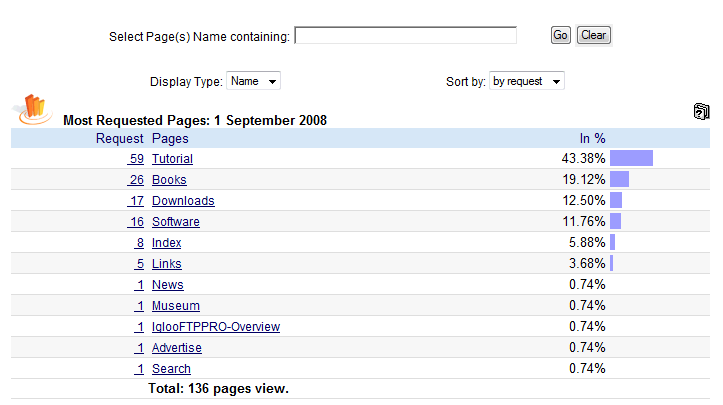 Select Page(s) Name containing: Go Clear
Display Type: Name Sort by: by request
Most Requested Pages: 1 September 2008
Request Pages In %
59 Tutorial 43.38%
26 Books 19.12%
17 Downloads 12.50%
16 Software 11.76%
8 Index 5.88%
5 Links 3.68%
1 News 0.74%
1 Museum 0.74%
1 IglooFTPPRO-Overview 0.74%
1 Advertise 0.74%
1 Search 0.74%
Total: 136 pages view.